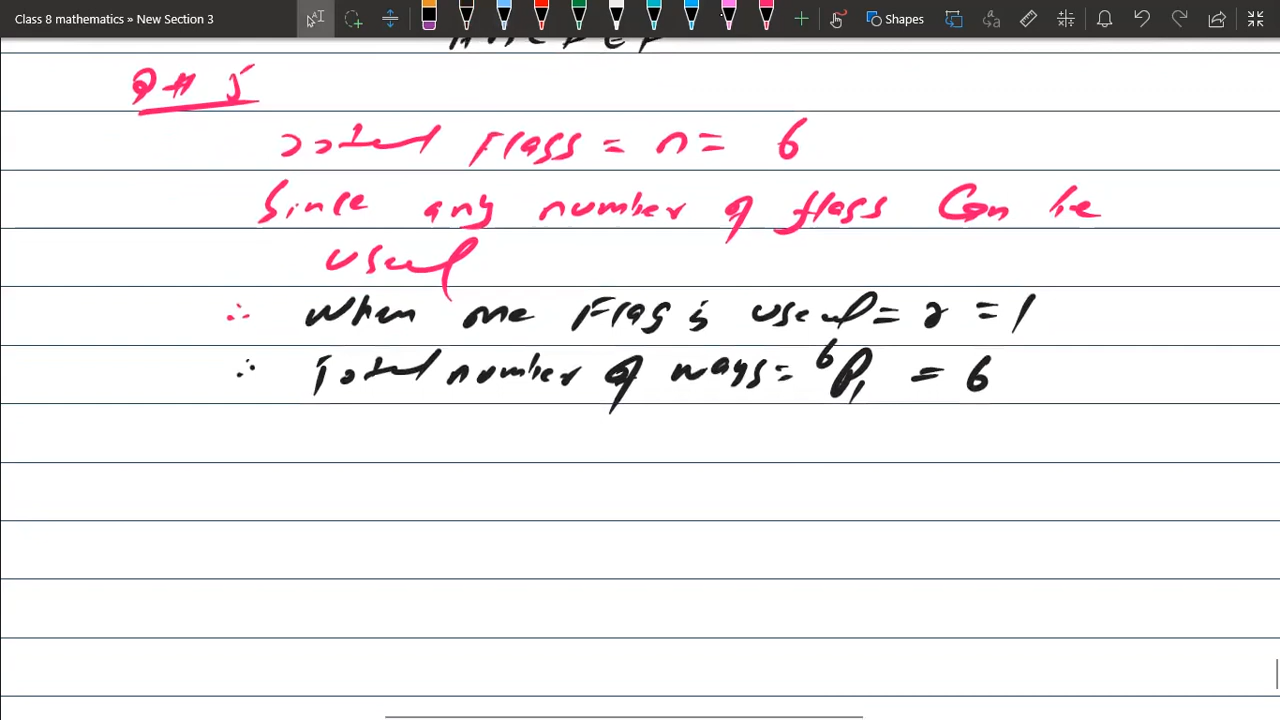 Class 8 mathematics » New Section 3
Shapes
Q # 5
Total Flags = n = 6
Since any number of flags Can be
used
∴ When one Flag is used = r = 1
∴ Total number of ways = ⁶P₁ = 6